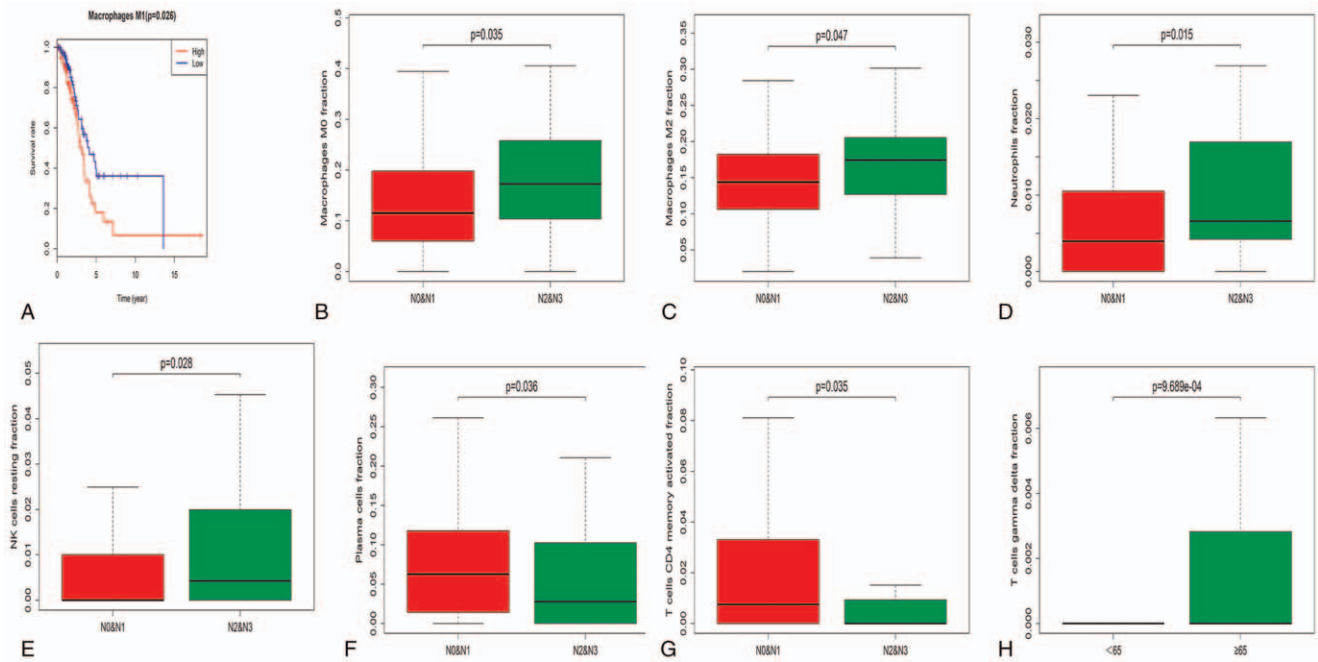 Macrophages M1(p=0.026)
High
Low
Survival rate
1.0
0.8
0.6
0.4
0.2
0.0
0
5
10
15
Time (year)
A
p=0.035
Macrophages M0 fraction
0.5
0.4
0.3
0.2
0.1
0.0
N0&N1
N2&N3
B
p=0.047
Macrophages M2 fraction
0.35
0.30
0.25
0.20
0.15
0.10
0.05
N0&N1
N2&N3
C
p=0.015
Neutrophils fraction
0.030
0.020
0.010
0.000
N0&N1
N2&N3
D
p=0.028
NK cells resting fraction
0.05
0.04
0.03
0.02
0.01
0.00
N0&N1
N2&N3
E
p=0.036
Plasma cells fraction
0.30
0.25
0.20
0.15
0.10
0.05
0.00
N0&N1
N2&N3
F
p=0.035
T cells CD4 memory activated fraction
0.10
0.08
0.06
0.04
0.02
0.00
N0&N1
N2&N3
G
p=9.689e-04
T cells gamma delta fraction
0.006
0.004
0.002
0.000
<65
≥65
H